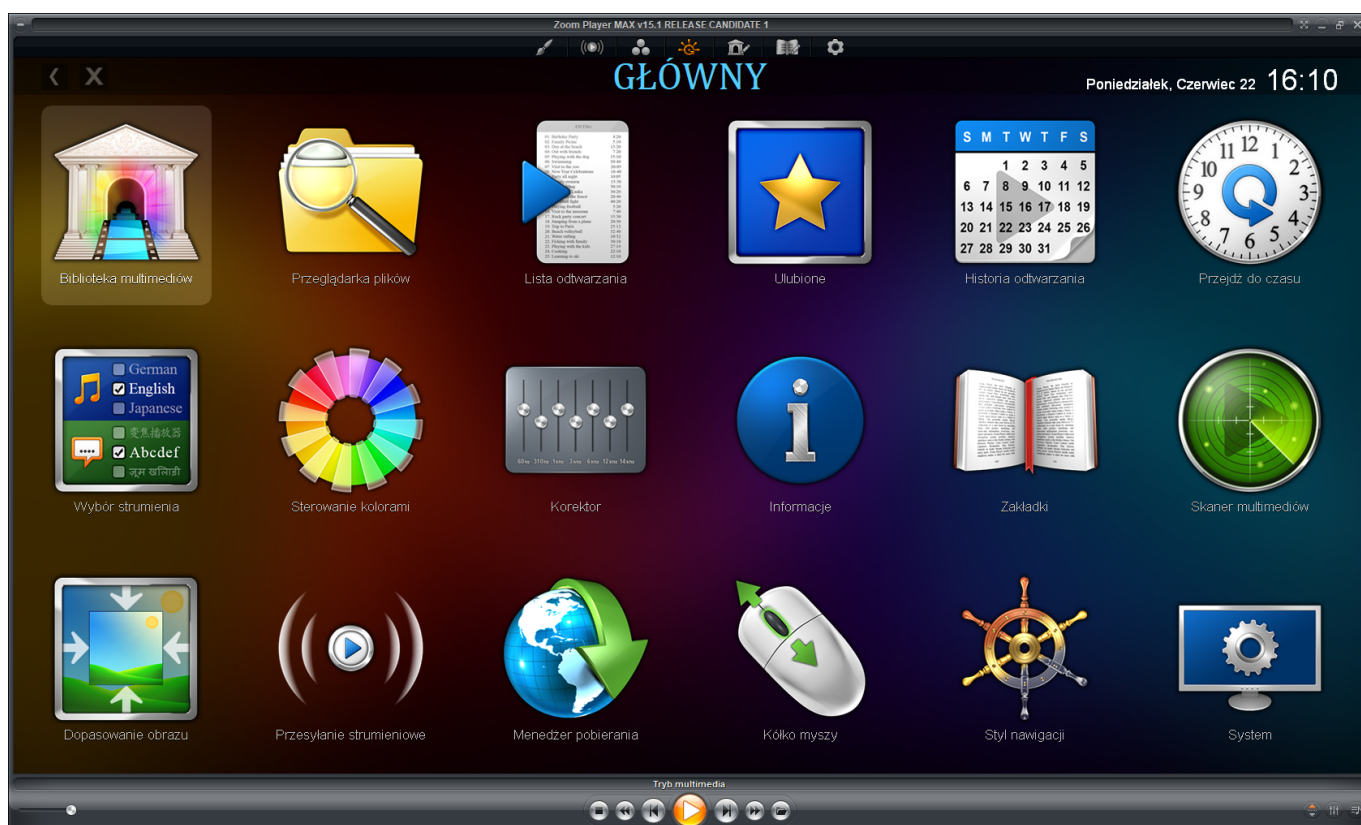 Zoom Player MAX v15.1 RELEASE CANDIDATE 1
GŁÓWNY
Poniedziałek, Czerwiec 22 16:10
S M T W T F S
1 2 3 4 5
6 7 8 9 10 11 12
13 14 15 16 17 18 19
20 21 22 23 24 25 26
27 28 29 30 31
12
11 1
10 2
9 3
8 4
7 6 5
Biblioteka multimediów
Przeglądarka plików
Lista odtwarzania
Ulubione
Historia odtwarzania
Przejdź do czasu
German
English
Japanese
变焦播放器
Abcdef
ज़ूम खिलाड़ी
Wybór strumienia
Sterowanie kolorami
Korektor
Informacje
Zakładki
Skaner multimediów
Dopasowanie obrazu
Przesyłanie strumieniowe
Menedżer pobierania
Kółko myszy
Styl nawigacji
System
Tryb multimedia